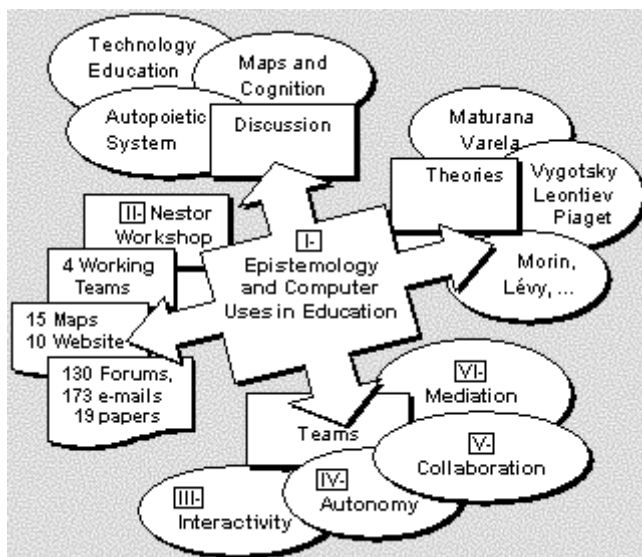 Technology
Education
Maps and
Cognition
Autopoietic
System
Discussion
Maturana
Varela
Theories
Vygotsky
Leontiev
Piaget
Morin,
Lévy, ...
II- Nestor
Workshop
4 Working
Teams
15 Maps
10 Website
130 Forums,
173 e-mails
19 papers
I-
Epistemology
and Computer
Uses in Education
VI-
Mediation
Teams
V-
Collaboration
IV-
Autonomy
III-
Interactivity